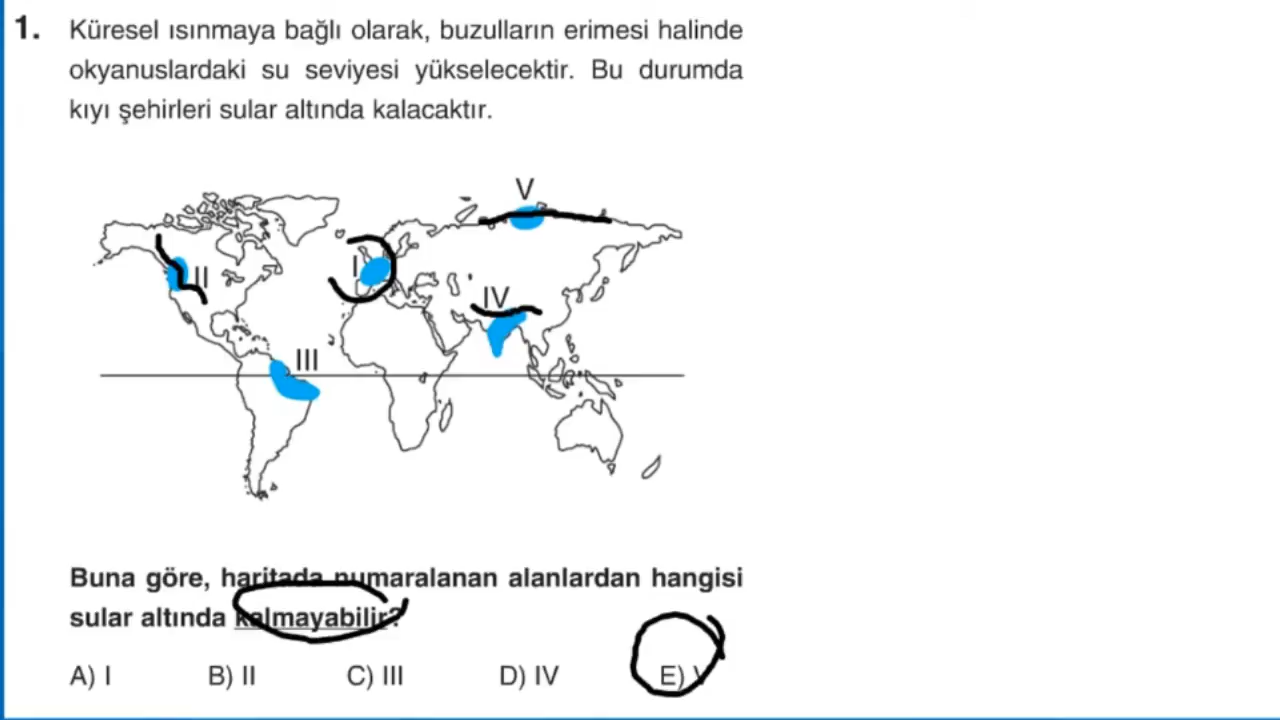 1. Küresel ısınmaya bağlı olarak, buzulların erimesi halinde
okyanuslardaki su seviyesi yükselecektir. Bu durumda
kıyı şehirleri sular altında kalacaktır.
V
I
II
IV
III
Buna göre, haritada numaralanan alanlardan hangisi
sular altında kalmayabilir?
A) I B) II C) III D) IV E) V